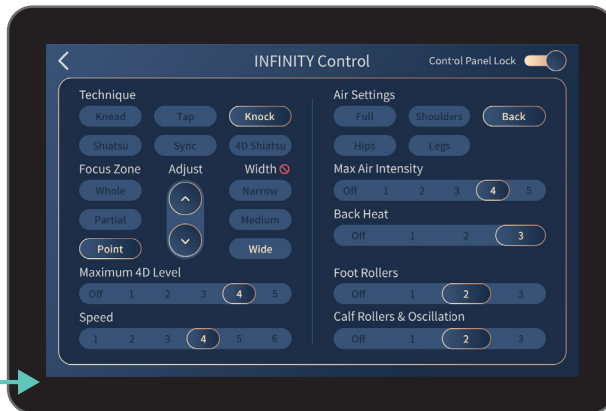 INFINITY Control
Control Panel Lock
Technique
Knead Tap Knock
Shiatsu Sync 4D Shiatsu
Focus Zone Adjust Width
Whole Narrow
Partial Medium
Point Wide
Maximum 4D Level
Off 1 2 3 4 5
Speed
1 2 3 4 5 6
Air Settings
Full Shoulders Back
Hips Legs
Max Air Intensity
Off 1 2 3 4 5
Back Heat
Off 1 2 3
Foot Rollers
Off 1 2 3
Calf Rollers & Oscillation
Off 1 2 3